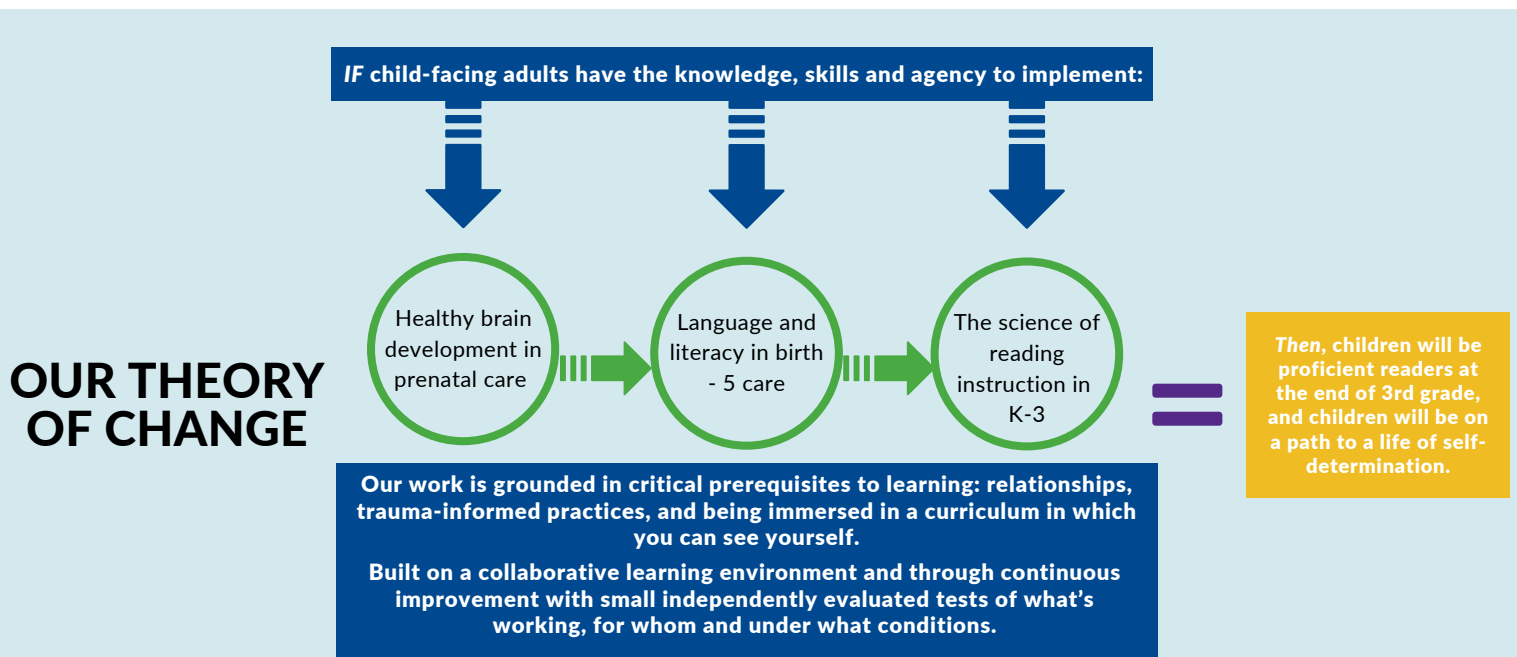 IF child-facing adults have the knowledge, skills and agency to implement:
Healthy brain
development in
prenatal care
Language and
literacy in birth
- 5 care
The science of
reading
instruction in
K-3
OUR THEORY
OF CHANGE
Then, children will be
proficient readers at
the end of 3rd grade,
and children will be on
a path to a life of self-
determination.
Our work is grounded in critical prerequisites to learning: relationships,
trauma-informed practices, and being immersed in a curriculum in which
you can see yourself.
Built on a collaborative learning environment and through continuous
improvement with small independently evaluated tests of what’s
working, for whom and under what conditions.